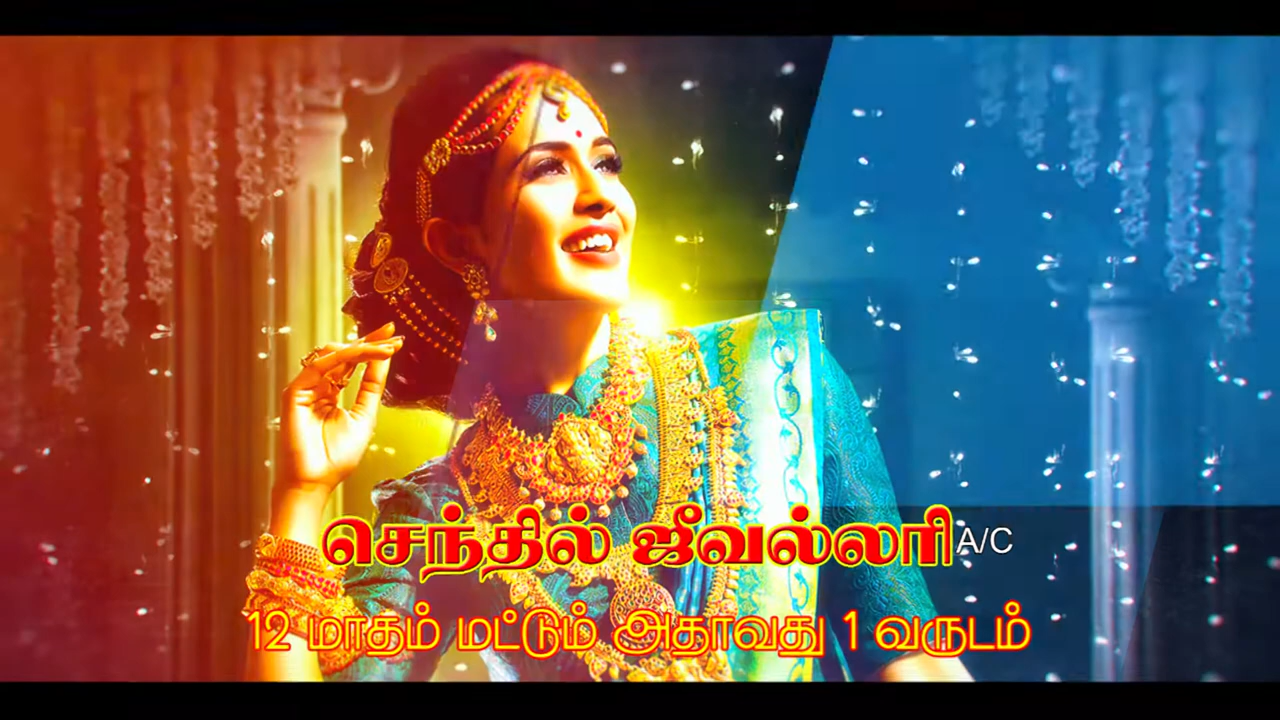 செந்தில் ஜீவல்லரி A/C
12 மாதம் மட்டும் அதாவது 1 வருடம்